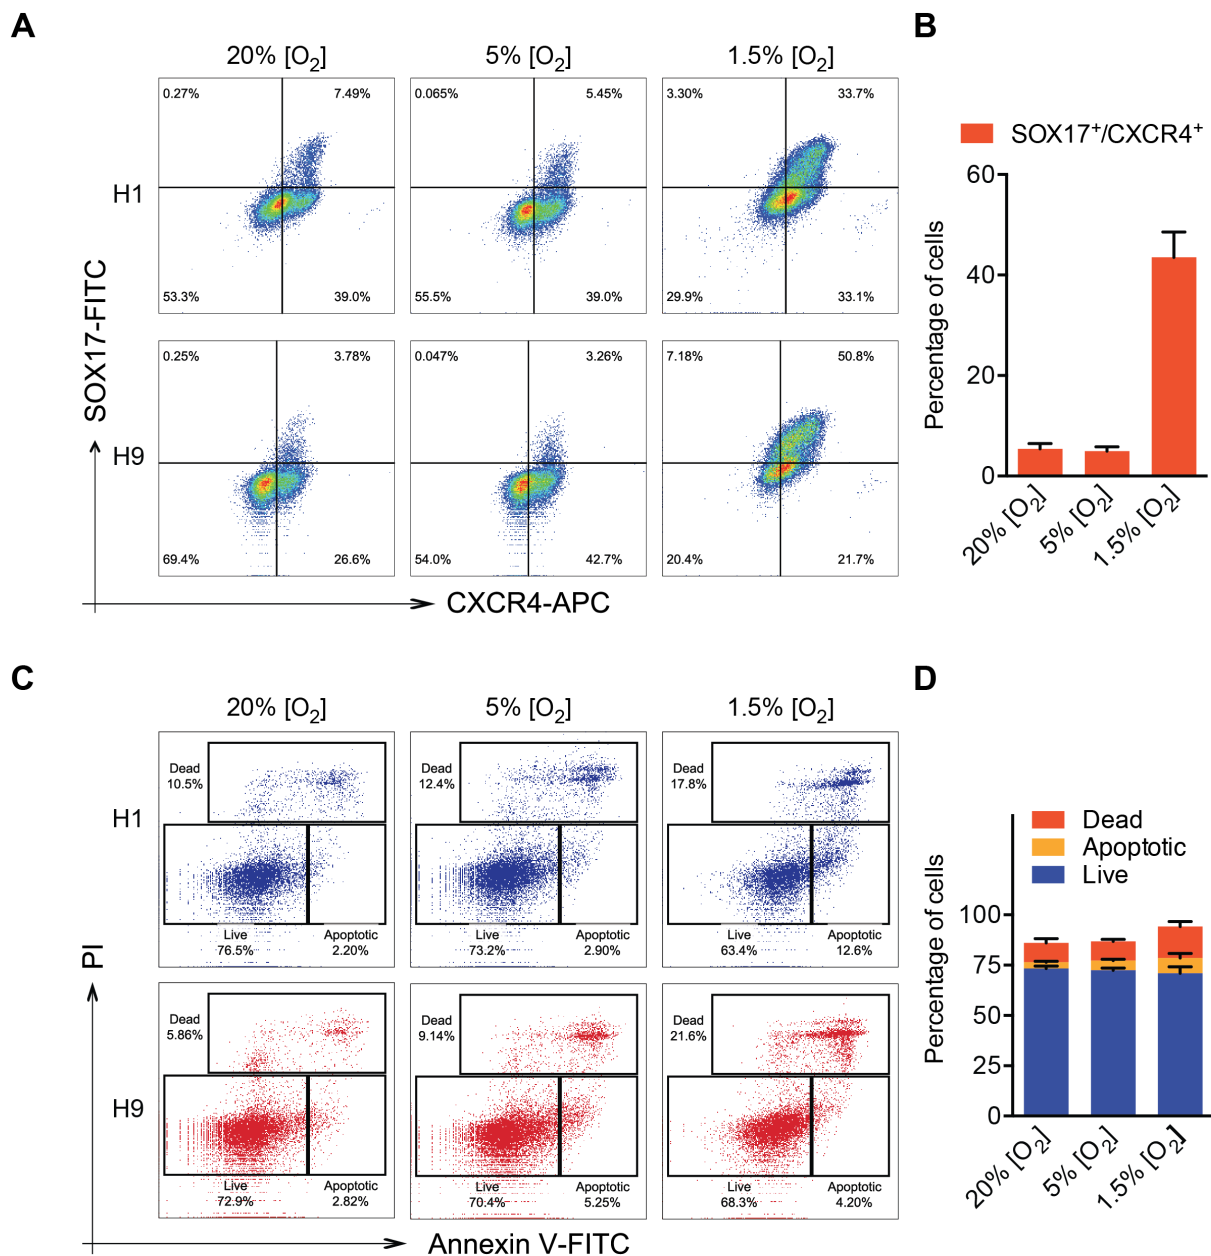 A
B
20% [O2]
5% [O2]
1.5% [O2]
0.27%
7.49%
0.065%
5.45%
3.30%
33.7%
H1
53.3%
39.0%
55.5%
39.0%
29.9%
33.1%
0.25%
3.78%
0.047%
3.26%
7.18%
50.8%
H9
69.4%
26.6%
54.0%
42.7%
20.4%
21.7%
SOX17-FITC
CXCR4-APC
SOX17+/CXCR4+
Percentage of cells
60
40
20
0
20% [O2]
5% [O2]
1.5% [O2]
C
D
20% [O2]
5% [O2]
1.5% [O2]
H1
Dead
10.5%
Live
76.5%
Apoptotic
2.20%
Dead
12.4%
Live
73.2%
Apoptotic
2.90%
Dead
17.8%
Live
63.4%
Apoptotic
12.6%
H9
Dead
5.86%
Live
72.9%
Apoptotic
2.82%
Dead
9.14%
Live
70.4%
Apoptotic
5.25%
Dead
21.6%
Live
68.3%
Apoptotic
4.20%
PI
Annexin V-FITC
Dead
Apoptotic
Live
Percentage of cells
100
75
50
25
0
20% [O2]
5% [O2]
1.5% [O2]